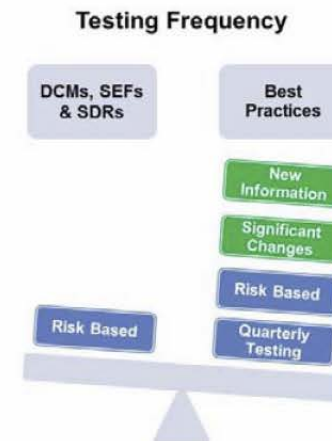 Testing Frequency
DCMs, SEFs
& SDRs
Best
Practices
New
Information
Significant
Changes
Risk Based
Risk Based
Quarterly
Testing